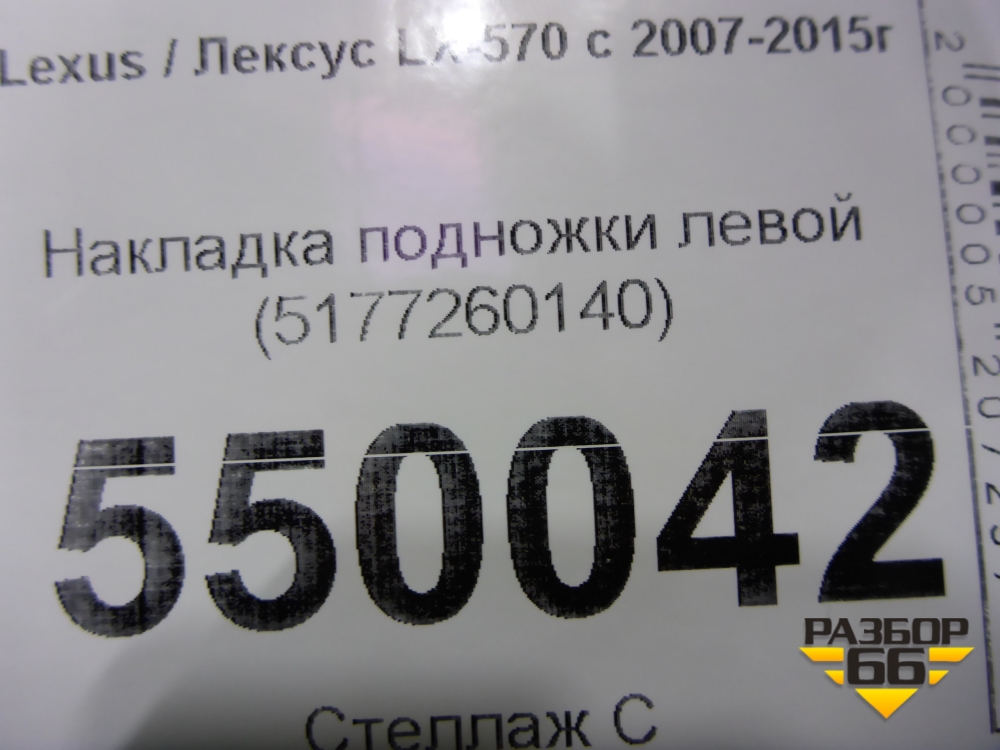 Lexus / Лексус LX-570 с 2007-2015г
Накладка подножки левой
(5177260140)
550042
Стеллаж С
РАЗБОР
66